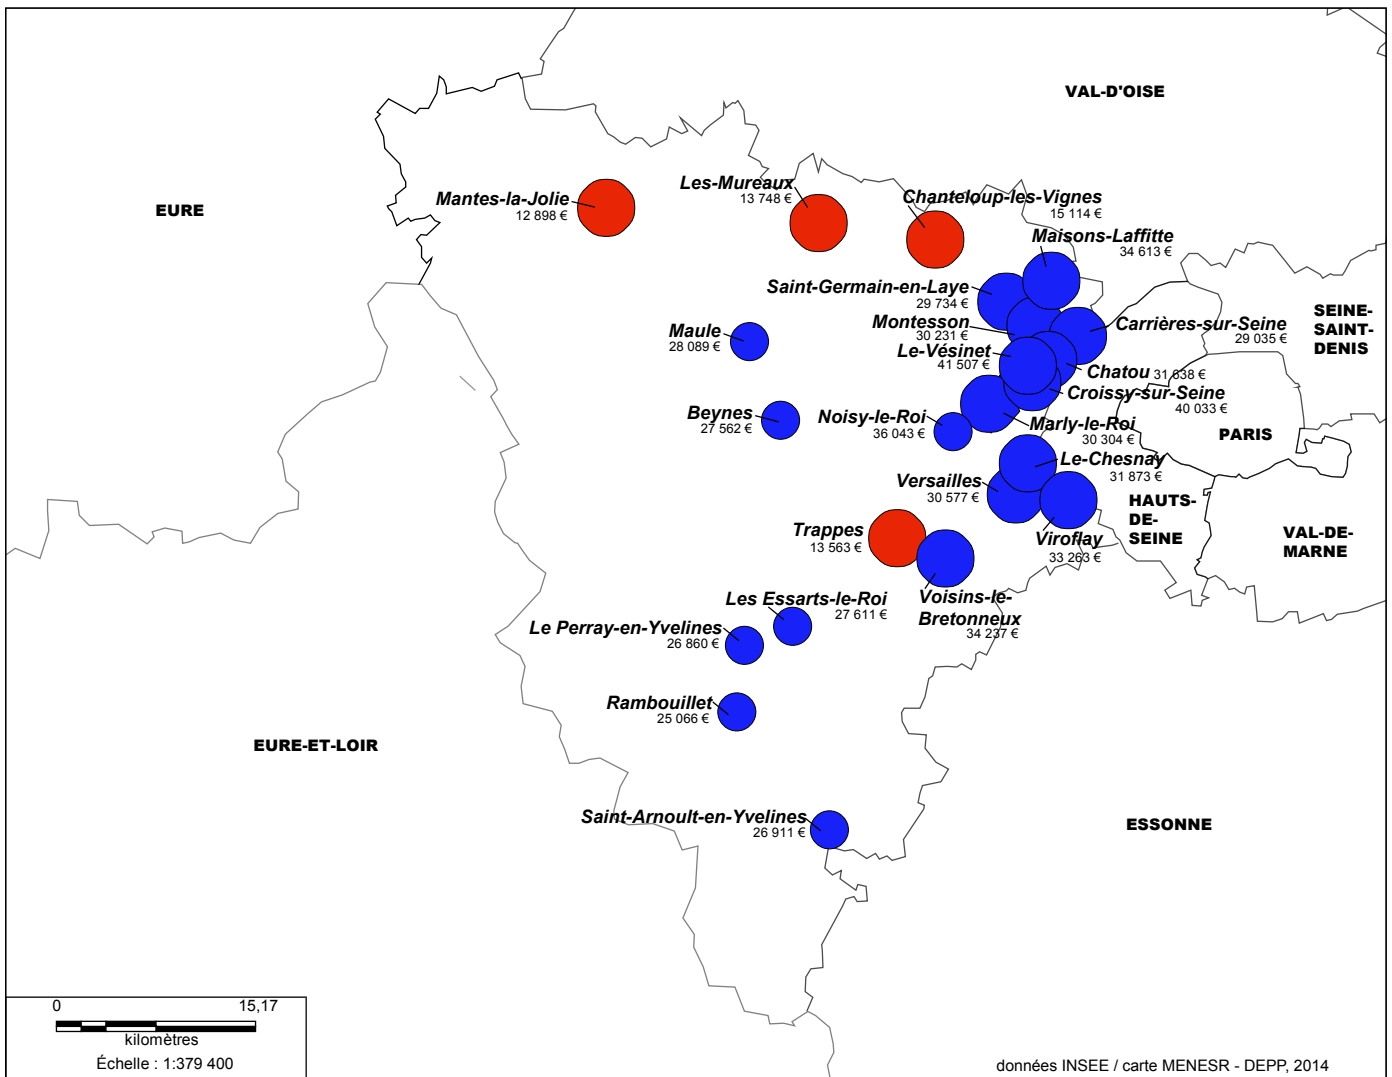 VAL-D'OISE
Les-Mureaux
13 748 €
Mantes-la-Jolie
12 898 €
Chanteloup-les-Vignes
15 114 €
EURE
Maisons-Laffitte
34 613 €
Saint-Germain-en-Laye
29 734 €
SEINE-
SAINT-
DENIS
Montesson
30 231 €
Carrières-sur-Seine
29 035 €
Maule
28 089 €
Le-Vésinet
41 507 €
Chatou 31 638 €
Croissy-sur-Seine
40 033 €
Beynes
27 562 €
Noisy-le-Roi
36 043 €
Marly-le-Roi
30 304 €
PARIS
Le-Chesnay
31 873 €
Versailles
30 577 €
HAUTS-
DE-
SEINE
Trappes
13 563 €
Viroflay
33 263 €
VAL-DE-
MARNE
Les Essarts-le-Roi
27 611 €
Voisins-le-
Bretonneux
34 237 €
Le Perray-en-Yvelines
26 860 €
Rambouillet
25 066 €
EURE-ET-LOIR
Saint-Arnoult-en-Yvelines
26 911 €
ESSONNE
0 15,17
kilomètres
Échelle : 1:379 400
données INSEE / carte MENESR - DEPP, 2014